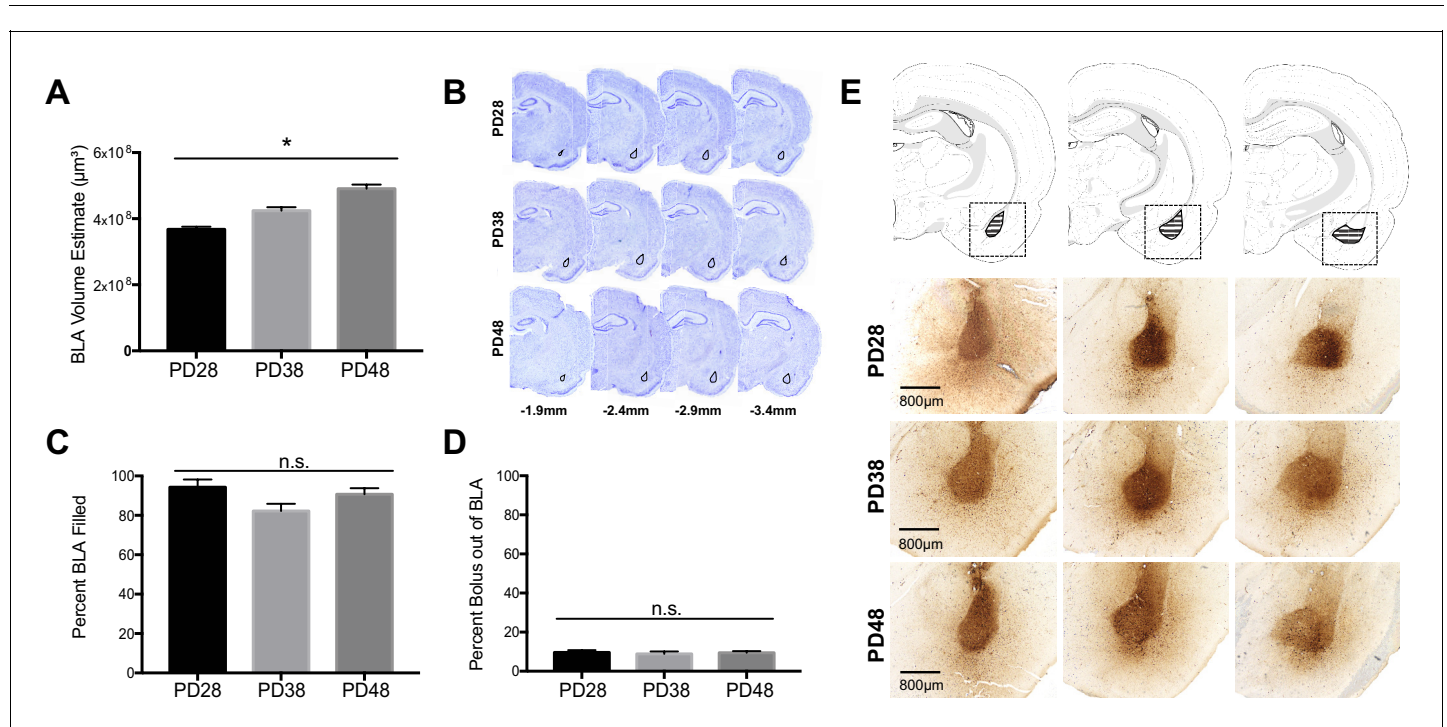 A
BLA Volume Estimate (µm³)
6x10⁸
4x10⁸
2x10⁸
0
*
PD28
PD38
PD48
B
PD28
PD38
PD48
-1.9mm
-2.4mm
-2.9mm
-3.4mm
C
Percent BLA Filled
100
80
60
40
20
0
n.s.
PD28
PD38
PD48
D
Percent Bolus out of BLA
100
80
60
40
20
0
n.s.
PD28
PD38
PD48
E
PD28
800µm
PD38
800µm
PD48
800µm